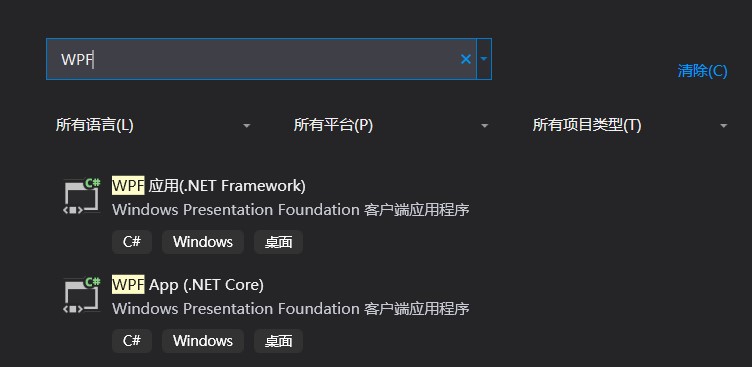 WPF
清除(C)
所有语言(L) 所有平台(P) 所有项目类型(T)
C#
WPF 应用(.NET Framework)
Windows Presentation Foundation 客户端应用程序
C# Windows 桌面
C#
WPF App (.NET Core)
Windows Presentation Foundation 客户端应用程序
C# Windows 桌面